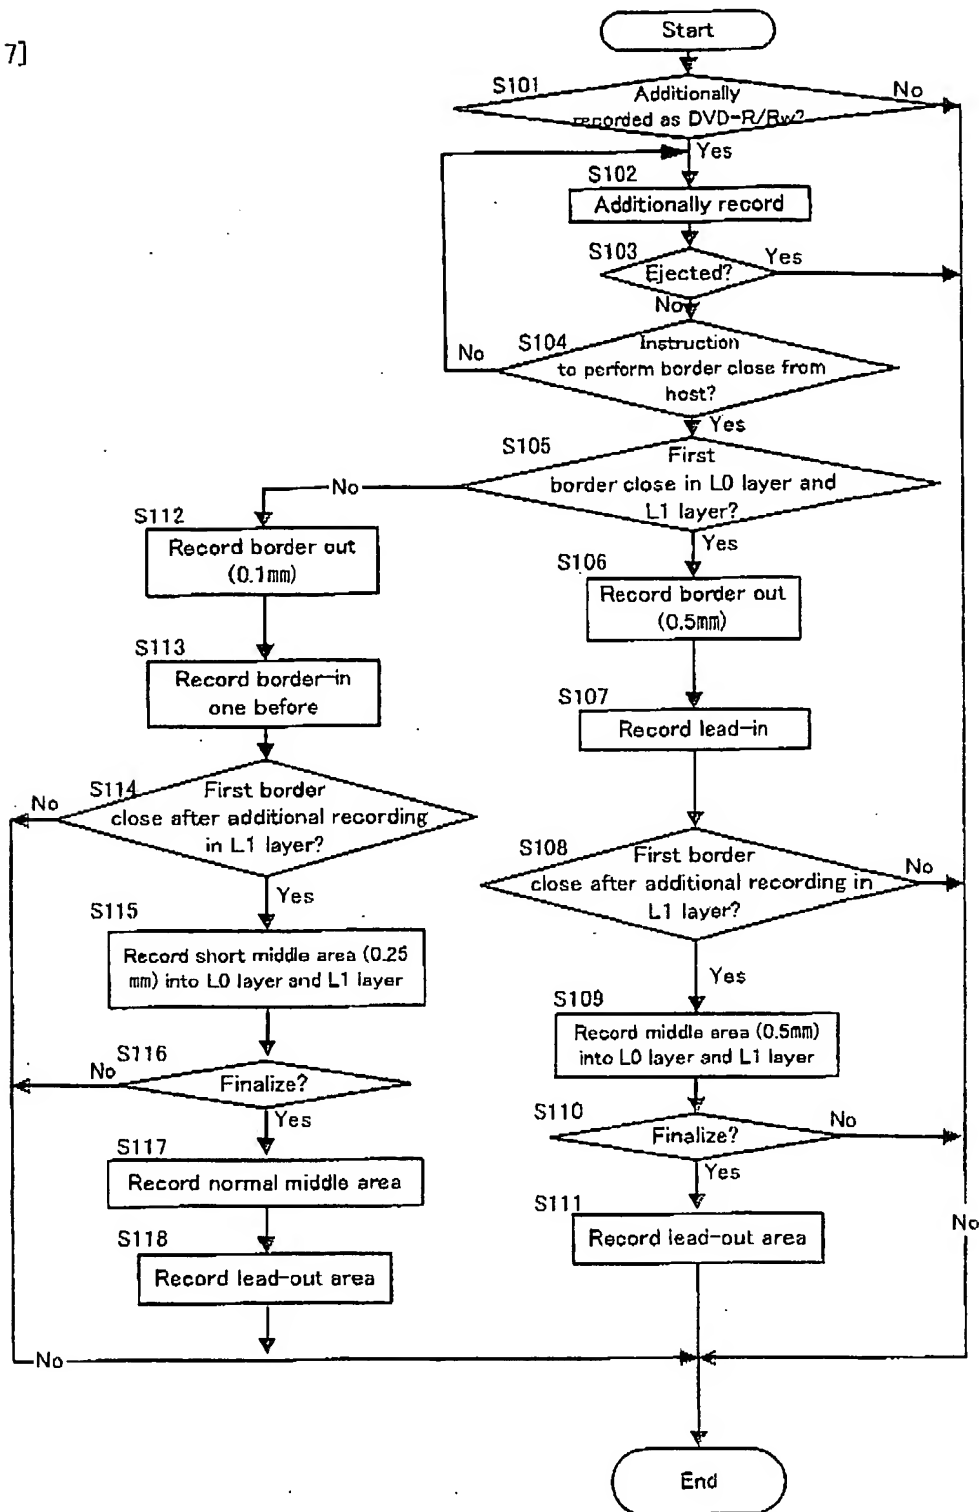 7]
Start
S101
Additionally
recorded as DVD-R/Rw?
No
Yes
S102
Additionally record
S103
Ejected?
Yes
No
S104
Instruction
to perform border close from
host?
No
Yes
S105
First
border close in L0 layer and
L1 layer?
No
Yes
S112
Record border out
(0.1mm)
S106
Record border out
(0.5mm)
S113
Record border-in
one before
S107
Record lead-in
S114
First border
close after additional recording
in L1 layer?
No
Yes
S108
First border
close after additional recording in
L1 layer?
No
Yes
S115
Record short middle area (0.25
mm) into L0 layer and L1 layer
S109
Record middle area (0.5mm)
into L0 layer and L1 layer
S116
Finalize?
No
Yes
S110
Finalize?
No
Yes
S117
Record normal middle area
S111
Record lead-out area
No
S118
Record lead-out area
No
End